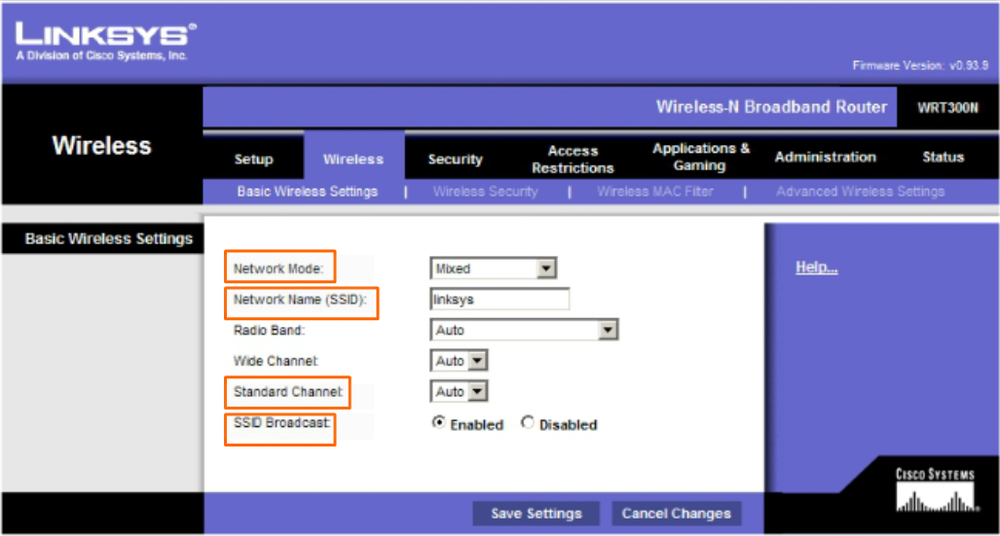 LINKSYS®
A Division of Cisco Systems, Inc.
Firmware Version: v0.93.9
Wireless-N Broadband Router WRT300N
Wireless
Setup Wireless Security Access Restrictions Applications & Gaming Administration Status
Basic Wireless Settings | Wireless Security | Wireless MAC Filter | Advanced Wireless Settings
Basic Wireless Settings
Help...
Network Mode: Mixed
Network Name (SSID): linksys
Radio Band: Auto
Wide Channel: Auto
Standard Channel: Auto
SSID Broadcast: Enabled Disabled
CISCO SYSTEMS
Save Settings Cancel Changes